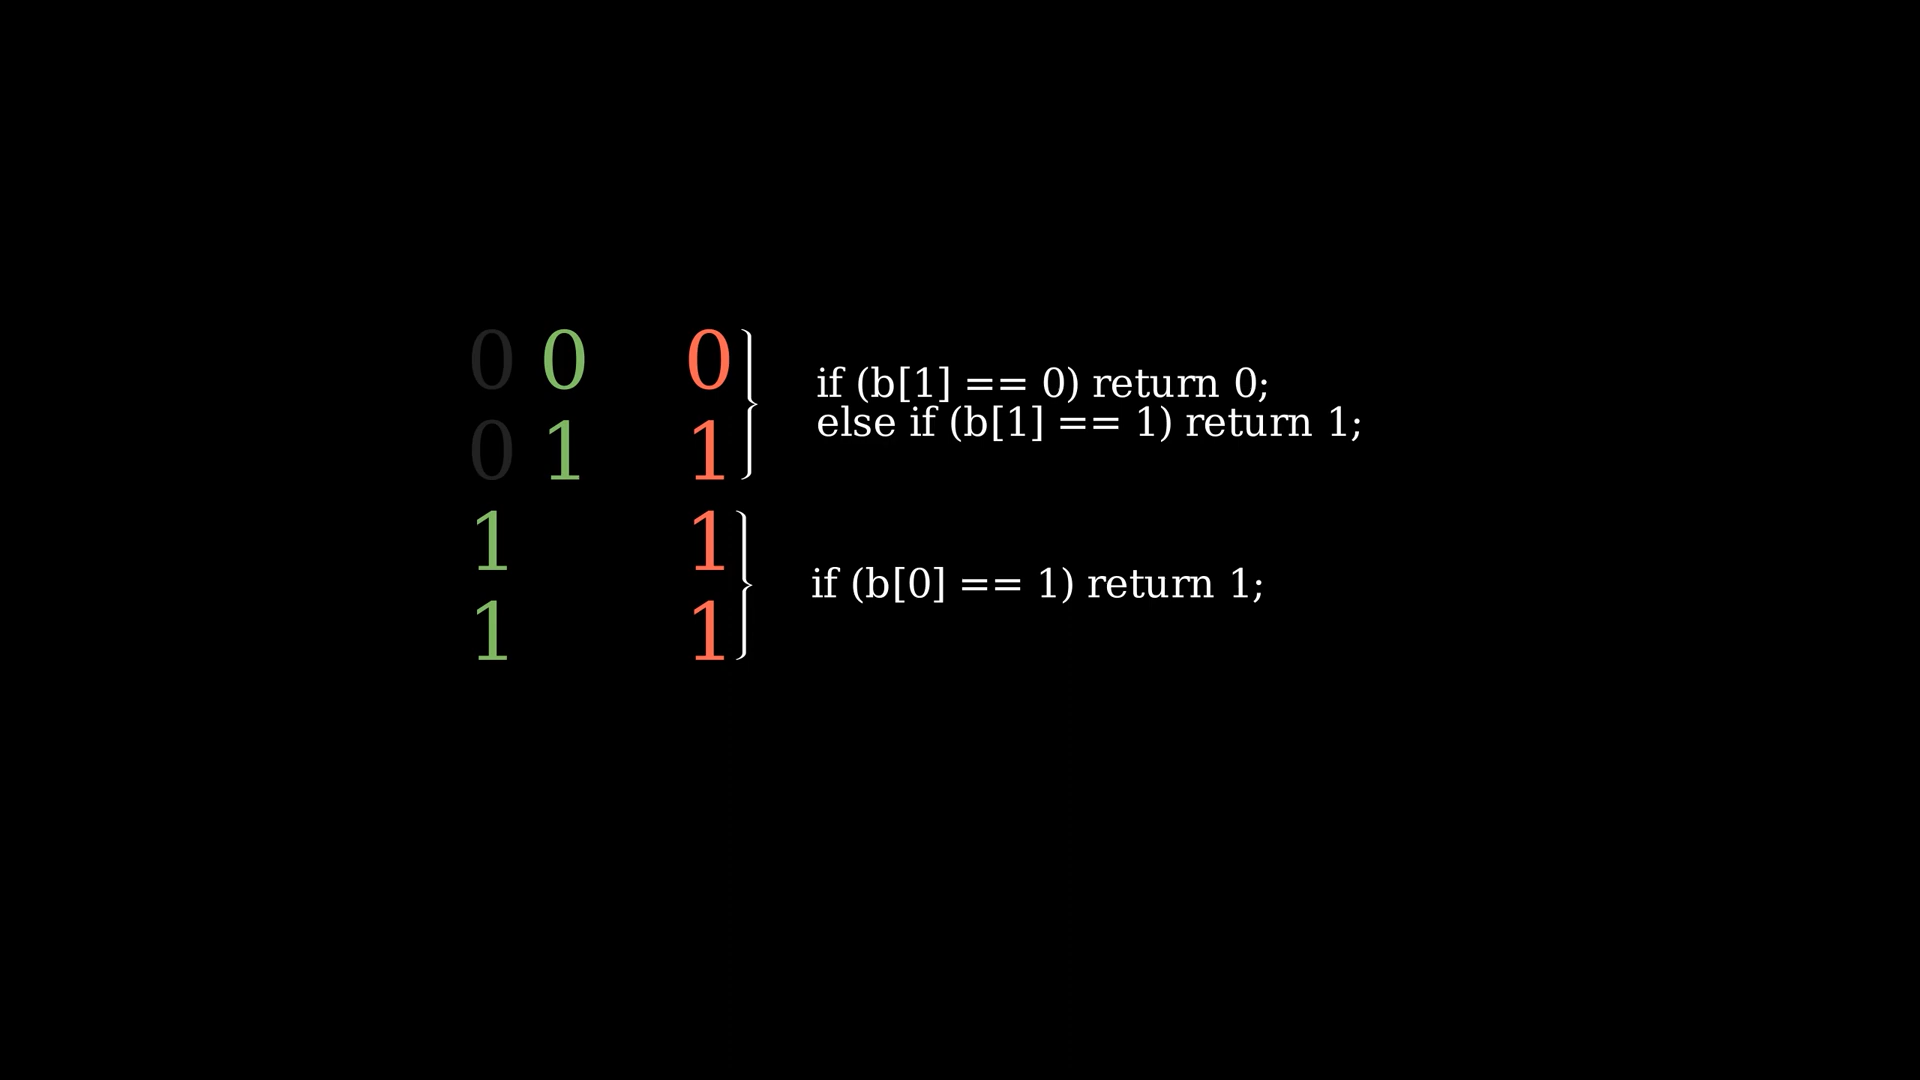 0 0 0
0 1 1
if (b[1] == 0) return 0;
else if (b[1] == 1) return 1;
1 1
1 1
if (b[0] == 1) return 1;